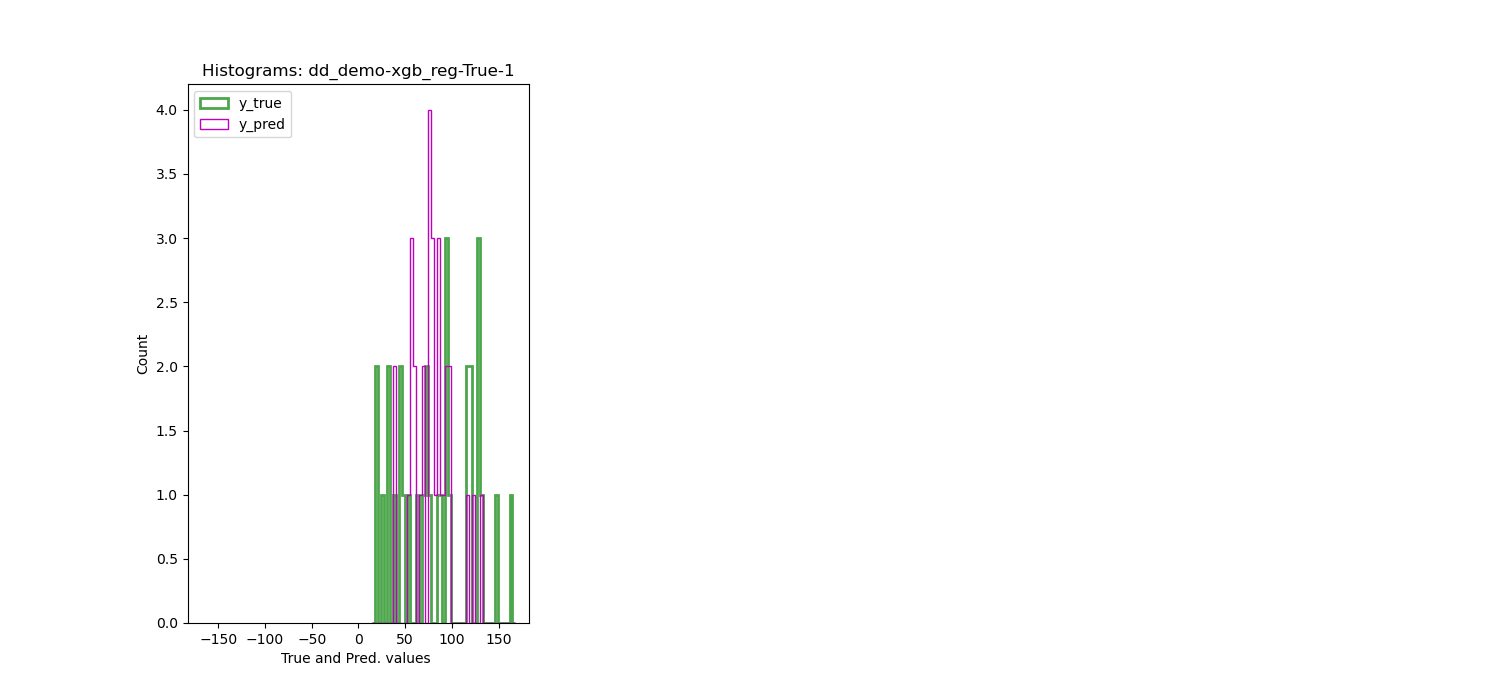 Histograms: dd_demo-xgb_reg-True-1
y_true
y_pred
4.0
3.5
3.0
2.5
2.0
1.5
1.0
0.5
0.0
Count
−150 −100 −50 0 50 100 150
True and Pred. values